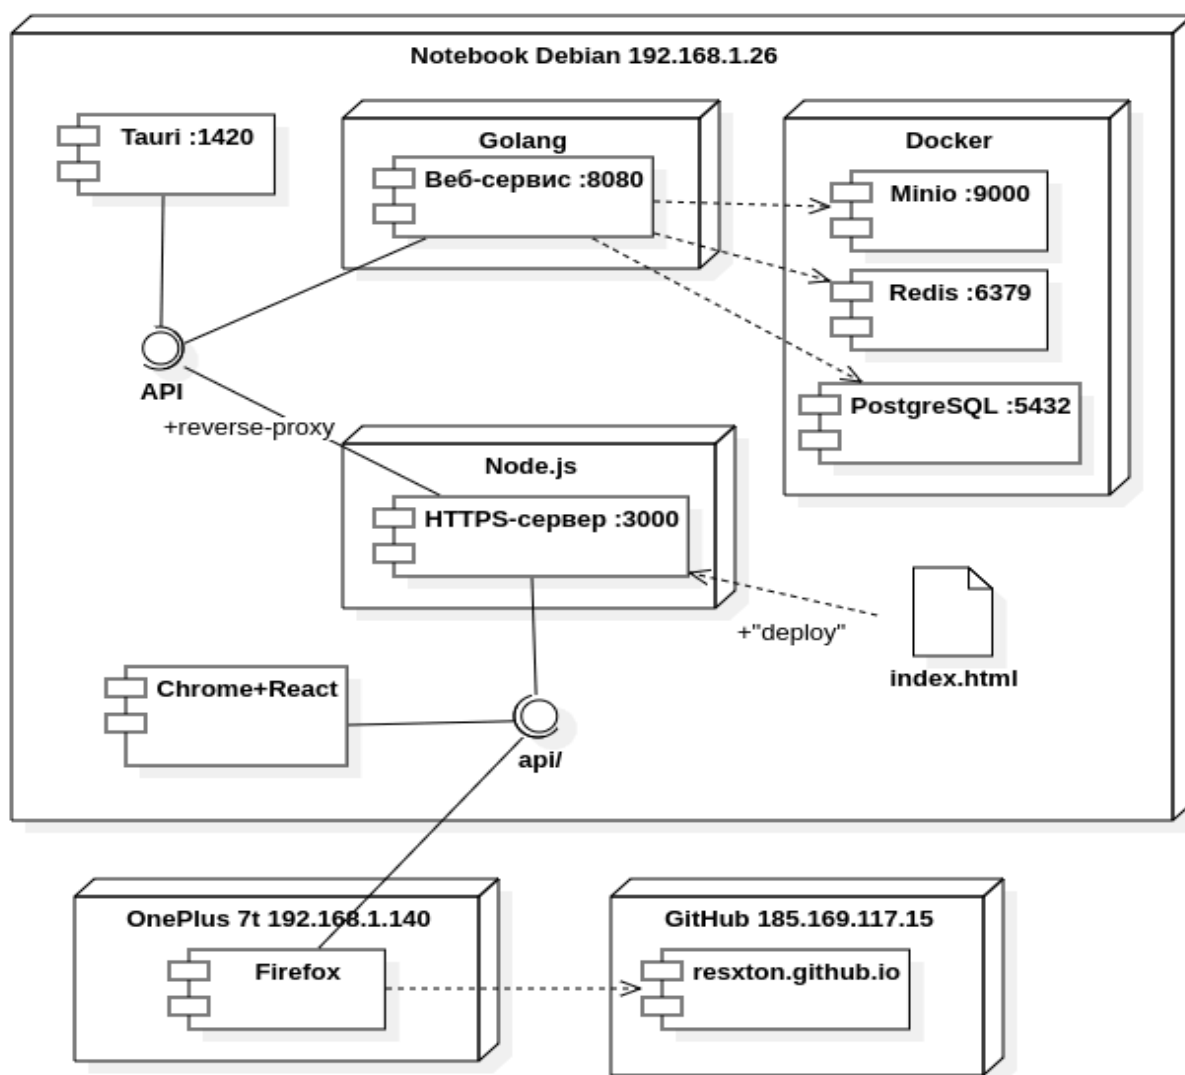 Notebook Debian 192.168.1.26
Tauri :1420
Golang
Веб-сервис :8080
Docker
Minio :9000
Redis :6379
PostgreSQL :5432
API
+reverse-proxy
Node.js
HTTPS-сервер :3000
+"deploy"
index.html
Chrome+React
api/
OnePlus 7t 192.168.1.140
Firefox
GitHub 185.169.117.15
resxton.github.io